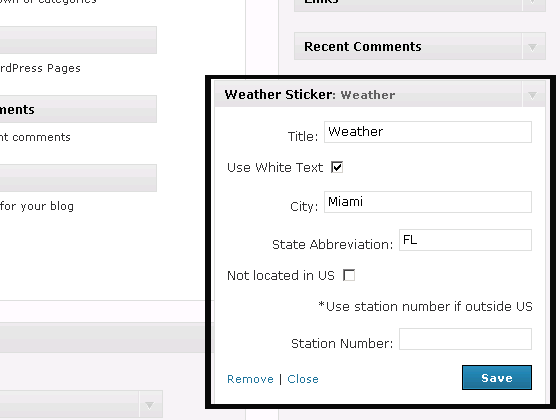 of categories
Links
Recent Comments
rdPress Pages
ments
nt comments
for your blog
Weather Sticker: Weather
Title: Weather
Use White Text
City: Miami
State Abbreviation: FL
Not located in US
*Use station number if outside US
Station Number:
Remove | Close
Save